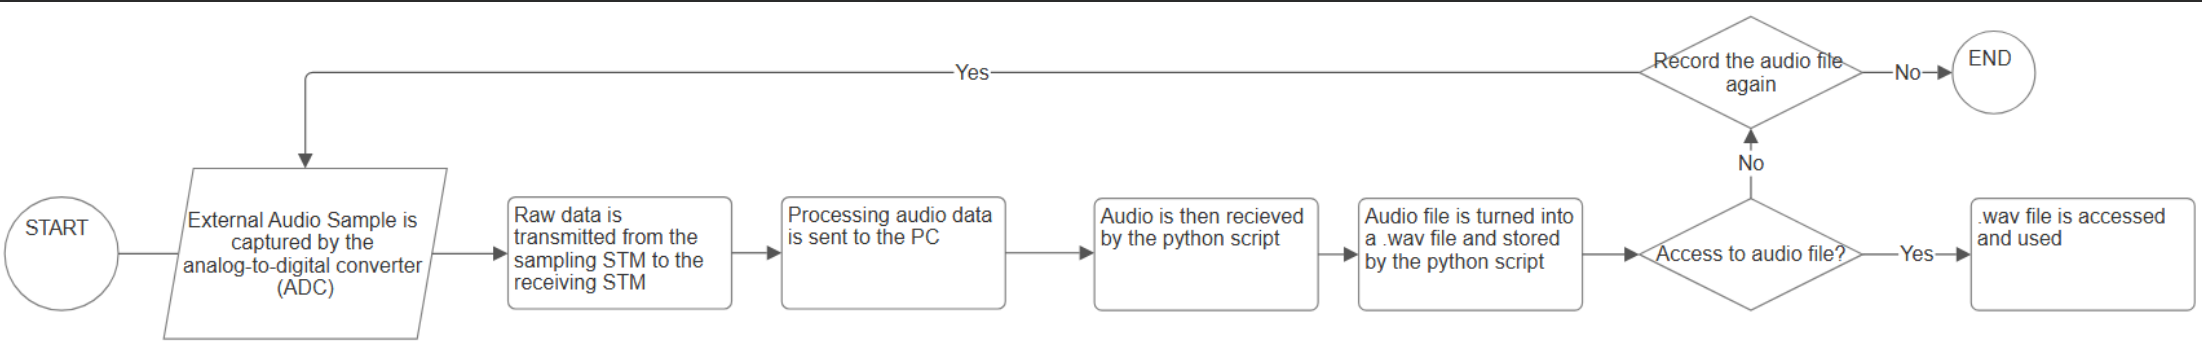 START
External Audio Sample is
captured by the
analog-to-digital converter
(ADC)
Raw data is
transmitted from the
sampling STM to the
receiving STM
Processing audio data
is sent to the PC
Audio is then recieved
by the python script
Audio file is turned into
a .wav file and stored
by the python script
Access to audio file?
Yes
.wav file is accessed
and used
No
Record the audio file
again
Yes
No
END